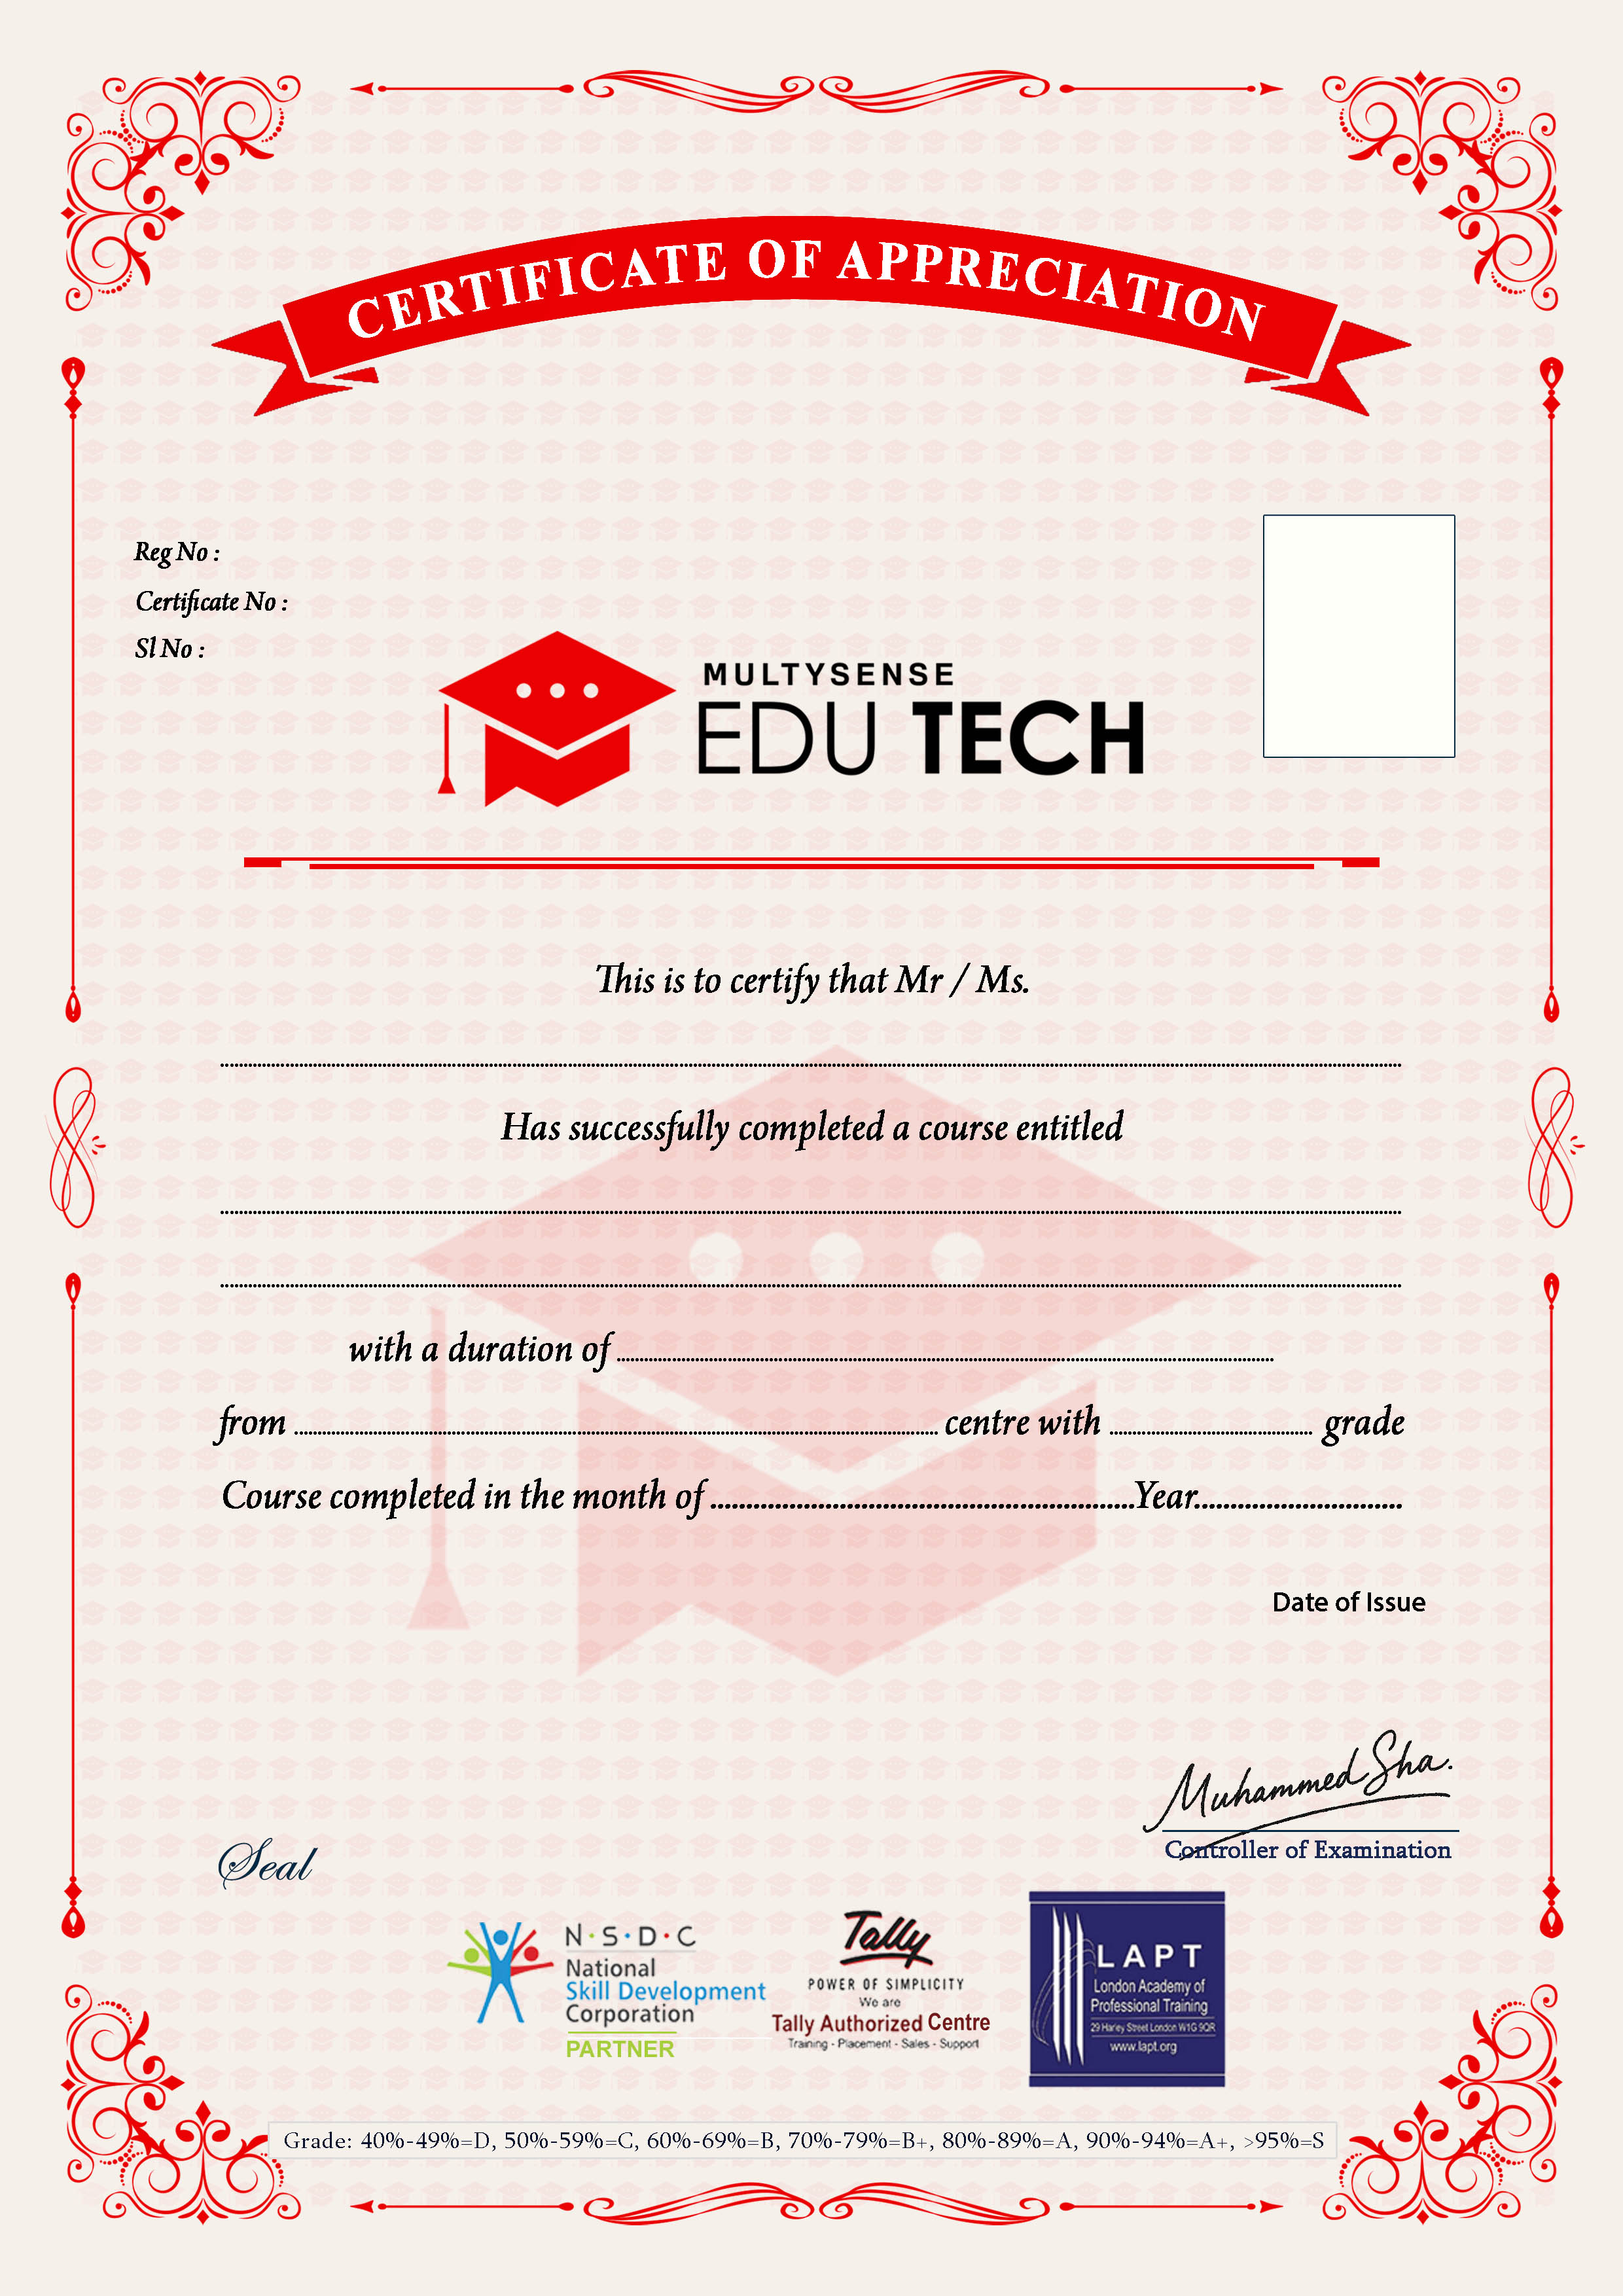 CERTIFICATE OF APPRECIATION
Reg No :
Certificate No :
Sl No :
MULTYSENSE
EDU TECH
This is to certify that Mr / Ms.
Has successfully completed a course entitled
with a duration of
from centre with grade
Course completed in the month of Year
Date of Issue
Muhammed Sha.
Controller of Examination
Seal
N·S·D·C
National
Skill Development
Corporation
PARTNER
Tally
POWER OF SIMPLICITY
We are
Tally Authorized Centre
Training - Placement - Sales - Support
LAPT
London Academy of
Professional Training
29 Harley Street London W1G 9QR
www.lapt.org
Grade: 40%-49%=D, 50%-59%=C, 60%-69%=B, 70%-79%=B+, 80%-89%=A, 90%-94%=A+, >95%=S